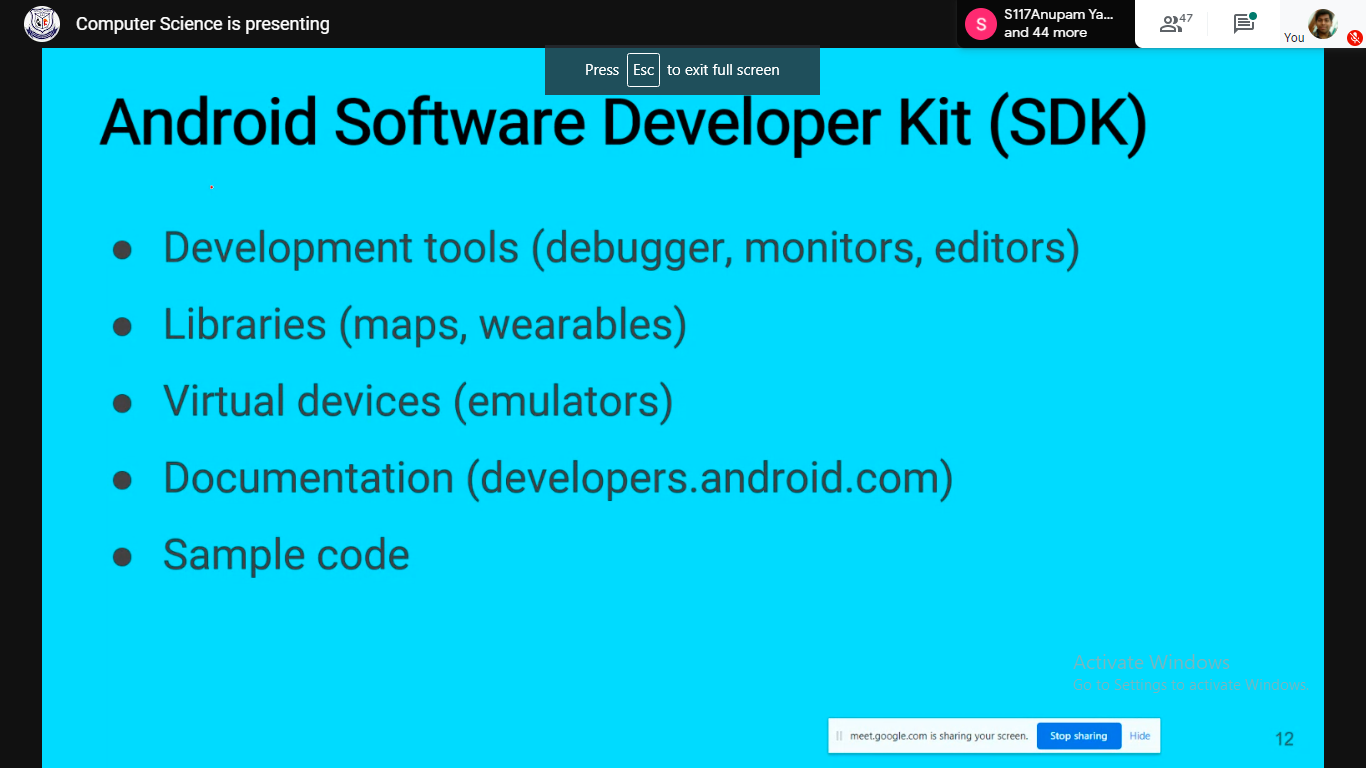 Computer Science is presenting
S117Anupam Ya...
and 44 more
47
You
Press Esc to exit full screen
Android Software Developer Kit (SDK)
● Development tools (debugger, monitors, editors)
● Libraries (maps, wearables)
● Virtual devices (emulators)
● Documentation (developers.android.com)
● Sample code
Activate Windows
Go to Settings to activate Windows.
meet.google.com is sharing your screen. Stop sharing Hide
12
S